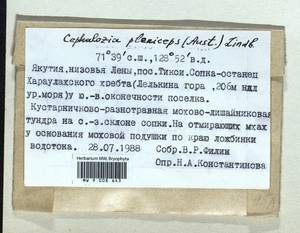 Cephalozia pleniceps (Aust.) Lindb.
71°39'с.ш., 128°52'в.д.
Якутия, низовья Лены, пос. Тикси. Сопка-останец
Хараулахского хребта (Лелькина гора, 206м над
ур.моря) у ю.-в. оконечности поселка.
Кустарничково-разнотравная мохово-лишайниковая
тундра на с.-з. склоне сопки. На отмирающих мхах
у основания моховой подушки по краю ложбинки
водотока. 28.07.1988 Собр. В.Р.Филин
Опр. Н.А.Константинова
Herbarium MW, Bryophyta